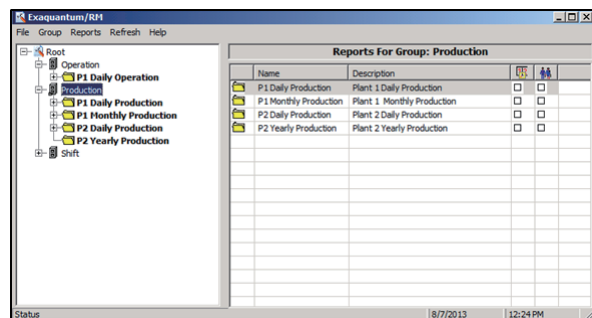 Exaquantum/RM
File Group Reports Refresh Help
Root
Operation
P1 Daily Operation
Production
P1 Daily Production
P1 Monthly Production
P2 Daily Production
P2 Yearly Production
Shift
Reports For Group: Production
Name Description
P1 Daily Production Plant 1 Daily Production
P1 Monthly Production Plant 1 Monthly Production
P2 Daily Production Plant 2 Daily Production
P2 Yearly Production Plant 2 Yearly Production
Status 8/7/2013 12:24 PM